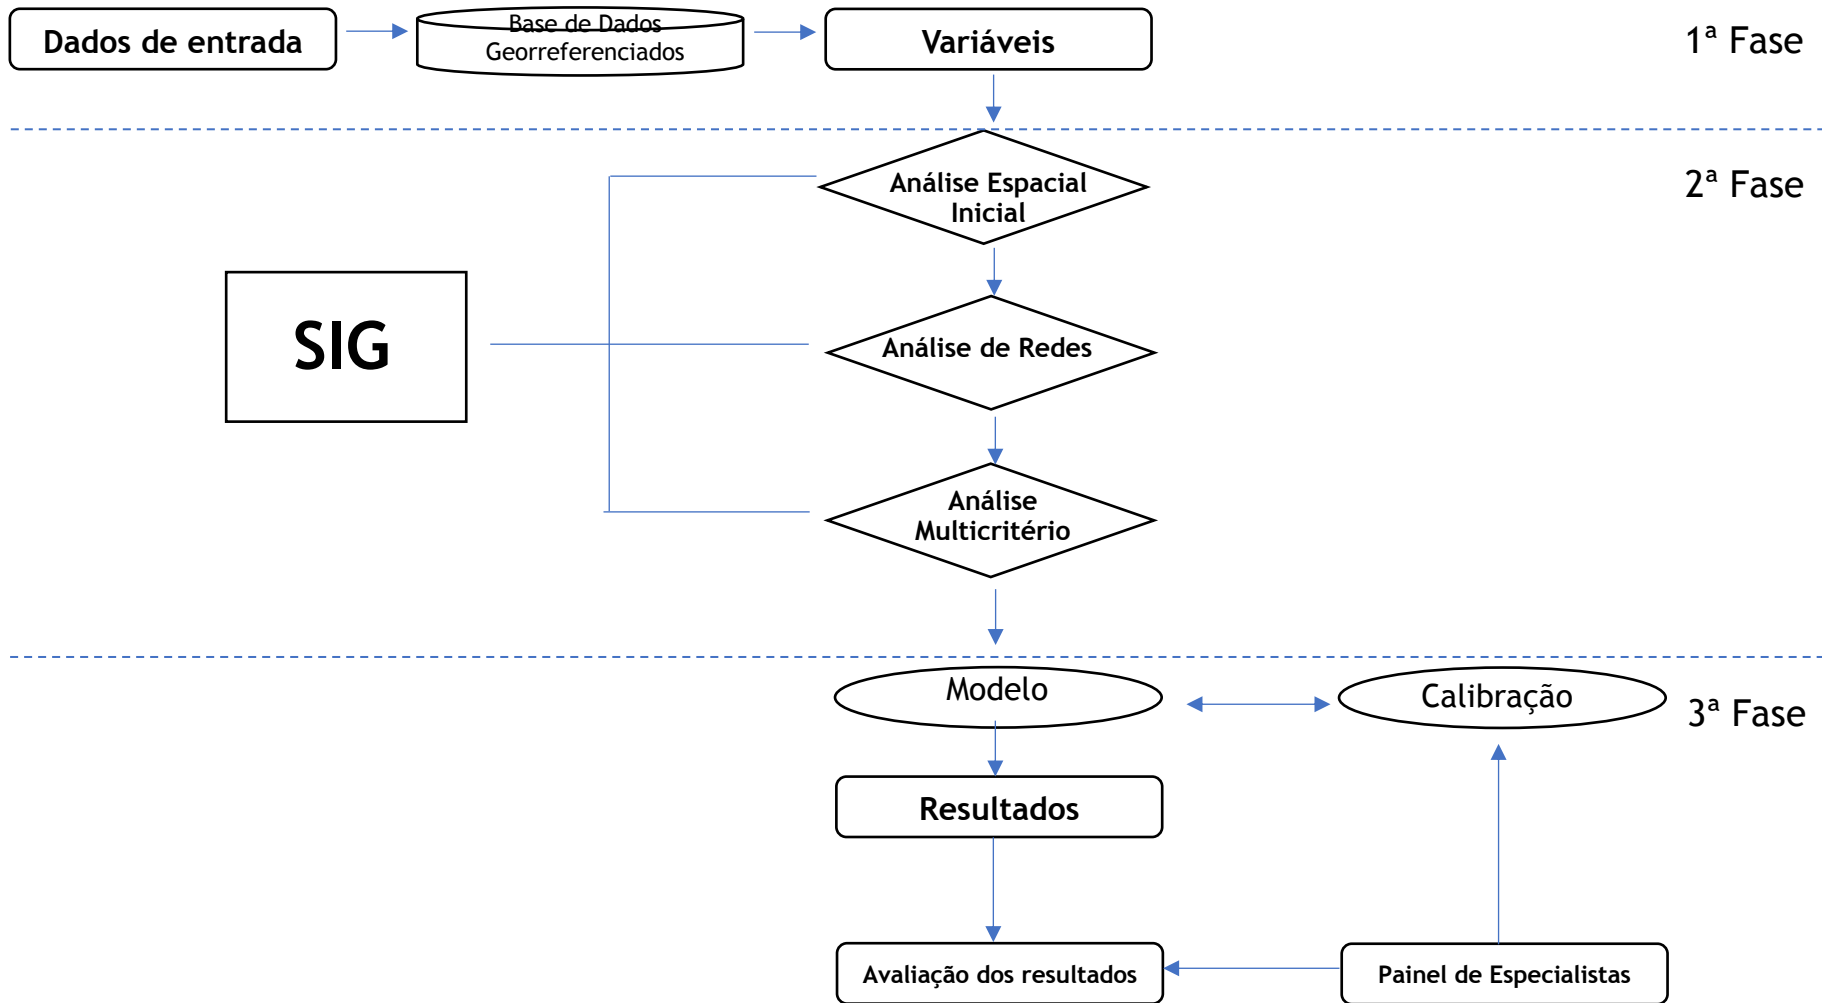 Dados de entrada
Base de Dados
Georreferenciados
Variáveis
1ª Fase
Análise Espacial
Inicial
2ª Fase
SIG
Análise de Redes
Análise
Multicritério
Modelo
Calibração
3ª Fase
Resultados
Avaliação dos resultados
Painel de Especialistas